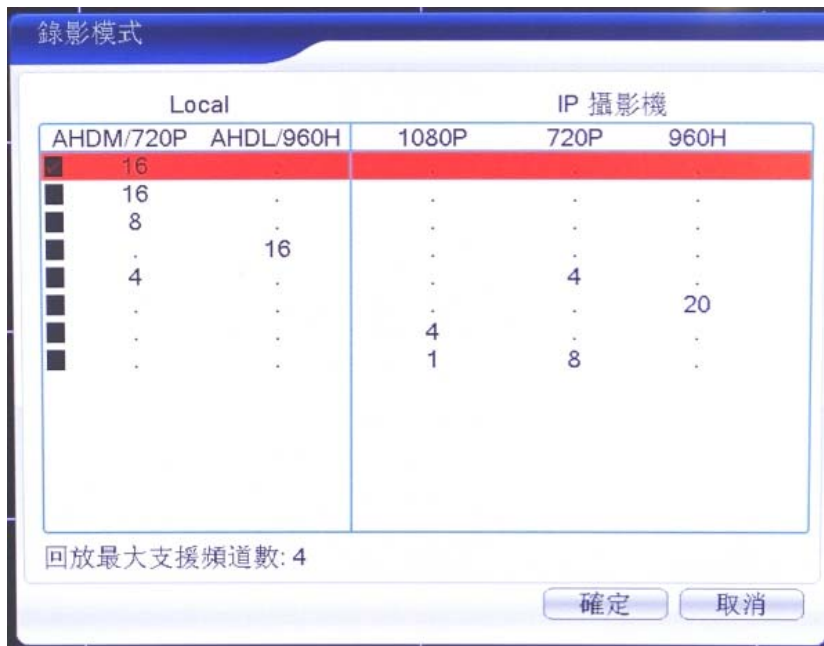 錄影模式
Local IP 攝影機
AHDM/720P AHDL/960H 1080P 720P 960H
16 . . . .
16 . . . .
8 . . . .
. 16 . . .
4 . . 4 .
. . . . 20
. . 4 . .
. . 1 8 .
回放最大支援頻道數: 4
確定 取消